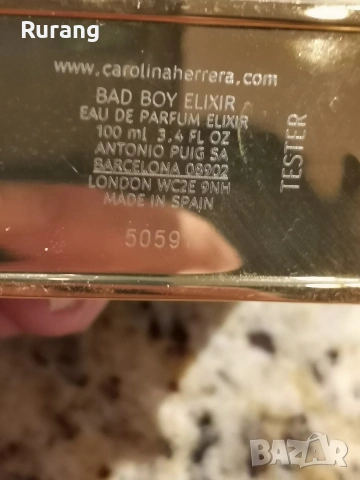 Rurang
www.carolinaherrera.com
BAD BOY ELIXIR
EAU DE PARFUM ELIXIR
100 ml 3.4 FL OZ
ANTONIO PUIG SA
BARCELONA 08902
LONDON WC2E 9NH
MADE IN SPAIN
TESTER
5059
BAZAR